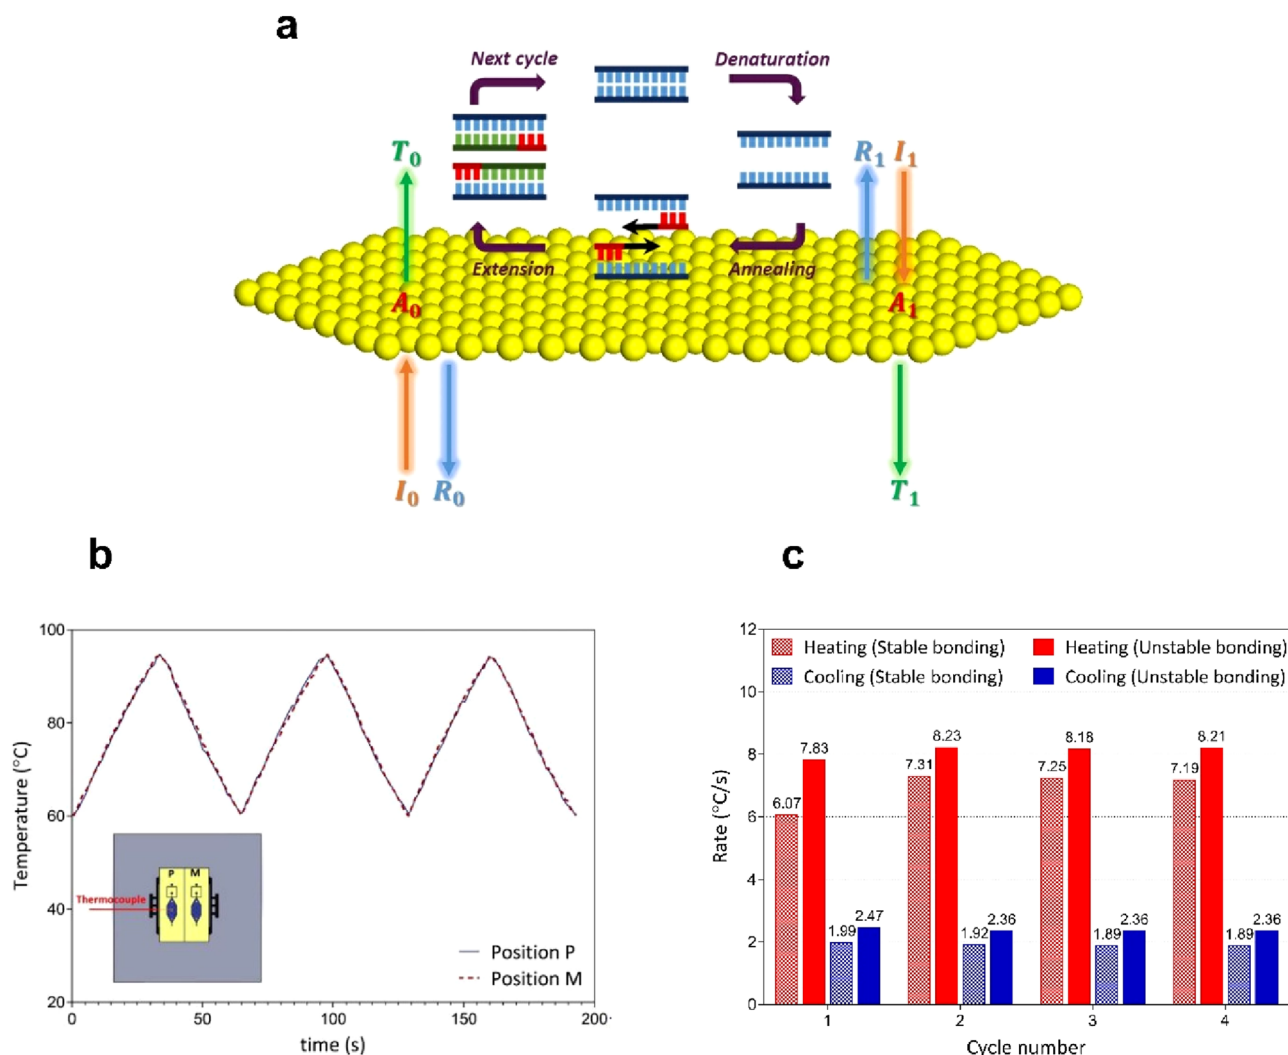 a
Next cycle
Denaturation
T0
R1 I1
Extension
Annealing
A0
A1
I0 R0
T1
b
100
80
60
40
20
Temperature (°C)
P M
Thermocouple
Position P
Position M
0 50 100 150 200
time (s)
c
12
10
8
6
4
2
0
Rate (°C/s)
Heating (Stable bonding)
Heating (Unstable bonding)
Cooling (Stable bonding)
Cooling (Unstable bonding)
6.07 7.83 1.99 2.47
7.31 8.23 1.92 2.36
7.25 8.18 1.89 2.36
7.19 8.21 1.89 2.36
1 2 3 4
Cycle number